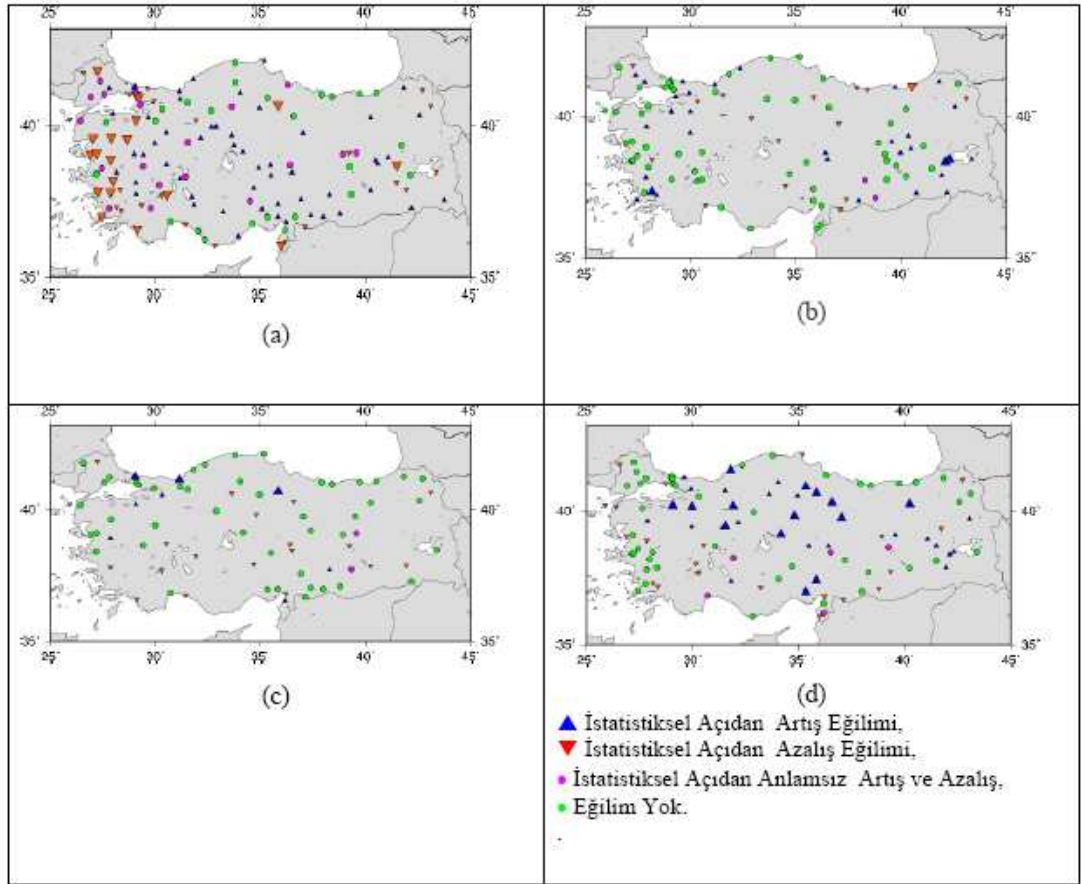 25˚ 30˚ 35˚ 40˚ 45˚
40˚ 40˚
35˚ 35˚
25˚ 30˚ 35˚ 40˚ 45˚
(a)
25˚ 30˚ 35˚ 40˚ 45˚
40˚ 40˚
35˚ 35˚
25˚ 30˚ 35˚ 40˚ 45˚
(b)
25˚ 30˚ 35˚ 40˚ 45˚
40˚ 40˚
35˚ 35˚
25˚ 30˚ 35˚ 40˚ 45˚
(c)
25˚ 30˚ 35˚ 40˚ 45˚
40˚ 40˚
35˚ 35˚
25˚ 30˚ 35˚ 40˚ 45˚
(d)
İstatistiksel Açıdan Artış Eğilimi,
İstatistiksel Açıdan Azalış Eğilimi,
İstatistiksel Açıdan Anlamsız Artış ve Azalış,
Eğilim Yok.
.